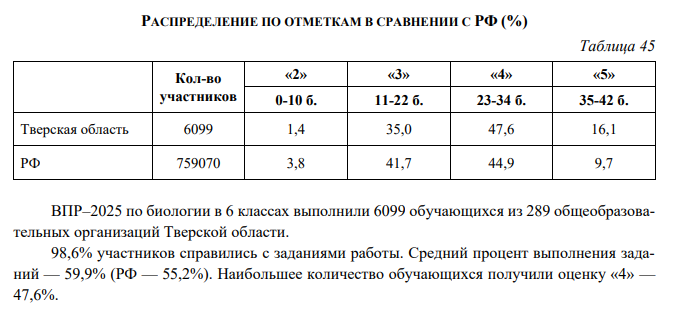 РАСПРЕДЕЛЕНИЕ ПО ОТМЕТКАМ В СРАВНЕНИИ С РФ (%)
Таблица 45
Кол-во участников «2» «3» «4» «5»
0-10 б. 11-22 б. 23-34 б. 35-42 б.
Тверская область 6099 1,4 35,0 47,6 16,1
РФ 759070 3,8 41,7 44,9 9,7
ВПР–2025 по биологии в 6 классах выполнили 6099 обучающихся из 289 общеобразова-
тельных организаций Тверской области.
98,6% участников справились с заданиями работы. Средний процент выполнения зада-
ний — 59,9% (РФ — 55,2%). Наибольшее количество обучающихся получили оценку «4» —
47,6%.